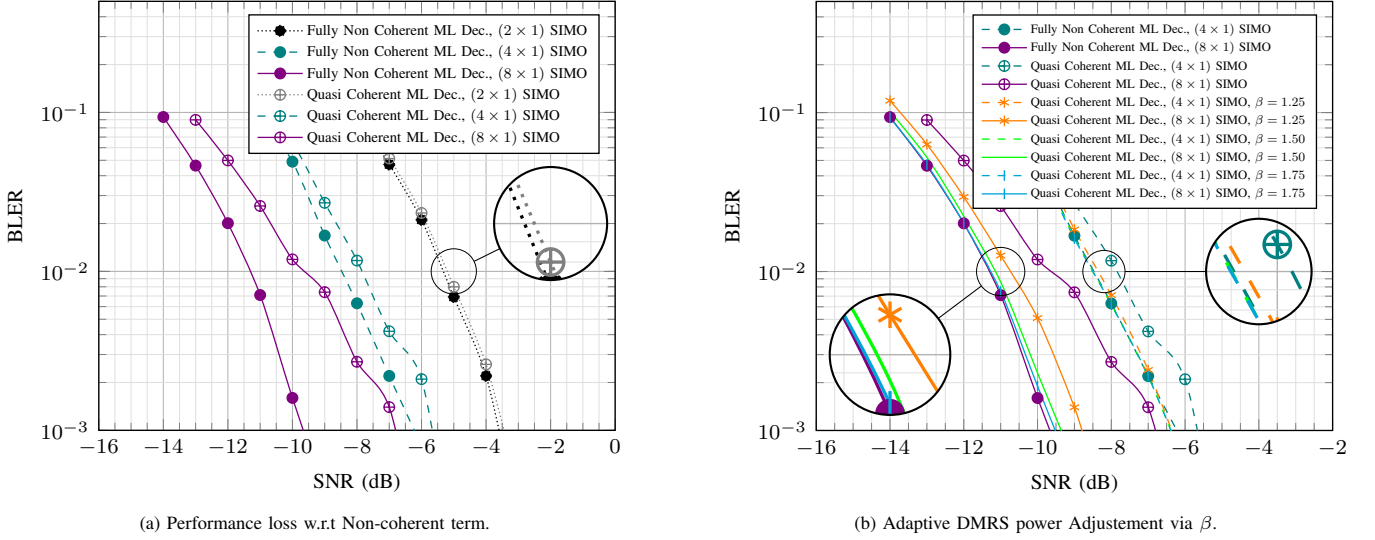 Fully Non Coherent ML Dec., (2 × 1) SIMO
Fully Non Coherent ML Dec., (4 × 1) SIMO
Fully Non Coherent ML Dec., (8 × 1) SIMO
Quasi Coherent ML Dec., (2 × 1) SIMO
Quasi Coherent ML Dec., (4 × 1) SIMO
Quasi Coherent ML Dec., (8 × 1) SIMO
10⁻¹
10⁻²
10⁻³
BLER
−16 −14 −12 −10 −8 −6 −4 −2 0
SNR (dB)
(a) Performance loss w.r.t Non-coherent term.
Fully Non Coherent ML Dec., (4 × 1) SIMO
Fully Non Coherent ML Dec., (8 × 1) SIMO
Quasi Coherent ML Dec., (4 × 1) SIMO
Quasi Coherent ML Dec., (8 × 1) SIMO
Quasi Coherent ML Dec., (4 × 1) SIMO, β = 1.25
Quasi Coherent ML Dec., (8 × 1) SIMO, β = 1.25
Quasi Coherent ML Dec., (4 × 1) SIMO, β = 1.50
Quasi Coherent ML Dec., (8 × 1) SIMO, β = 1.50
Quasi Coherent ML Dec., (4 × 1) SIMO, β = 1.75
Quasi Coherent ML Dec., (8 × 1) SIMO, β = 1.75
10⁻¹
10⁻²
10⁻³
BLER
−16 −14 −12 −10 −8 −6 −4 −2
SNR (dB)
(b) Adaptive DMRS power Adjustement via β.